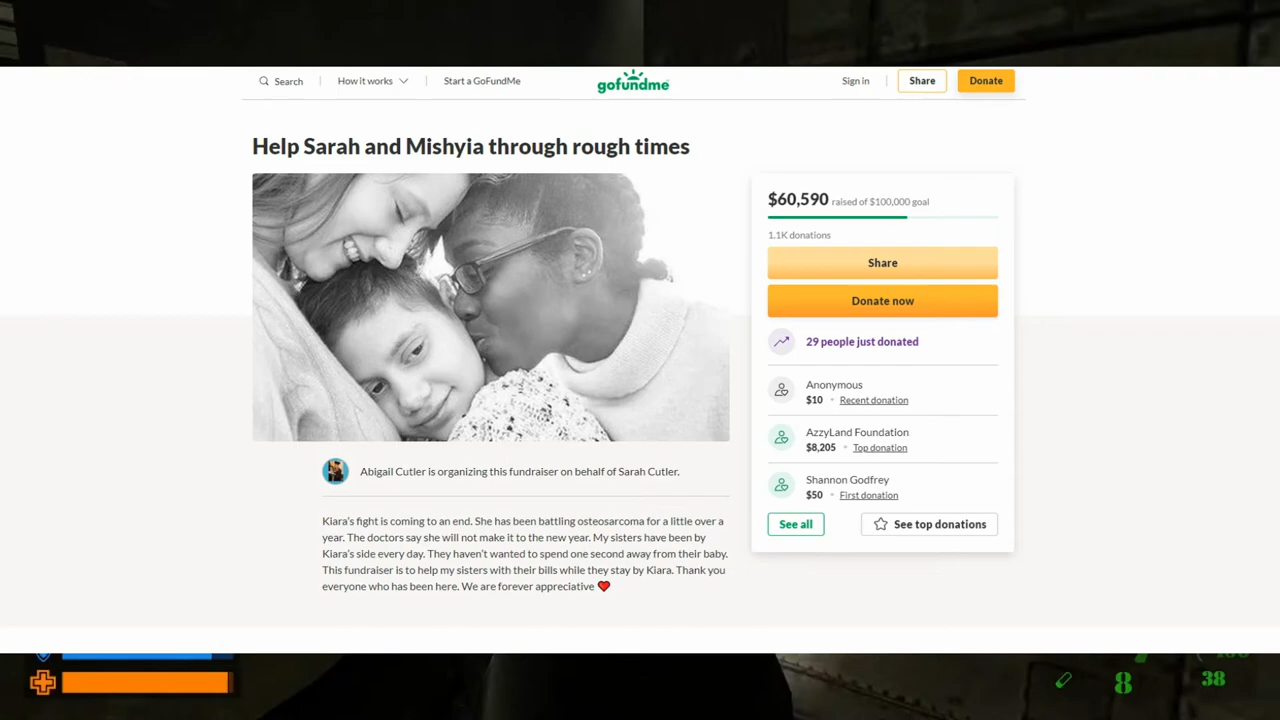 Search
How it works
Start a GoFundMe
gofundme
Sign in
Share
Donate
Help Sarah and Mishyia through rough times
$60,590 raised of $100,000 goal
1.1K donations
Share
Donate now
29 people just donated
Anonymous
$10 • Recent donation
AzzyLand Foundation
$8,205 • Top donation
Shannon Godfrey
$50 • First donation
See all
See top donations
Abigail Cutler is organizing this fundraiser on behalf of Sarah Cutler.
Kiara's fight is coming to an end. She has been battling osteosarcoma for a little over a
year. The doctors say she will not make it to the new year. My sisters have been by
Kiara's side every day. They haven't wanted to spend one second away from their baby.
This fundraiser is to help my sisters with their bills while they stay by Kiara. Thank you
everyone who has been here. We are forever appreciative ❤️
8
38